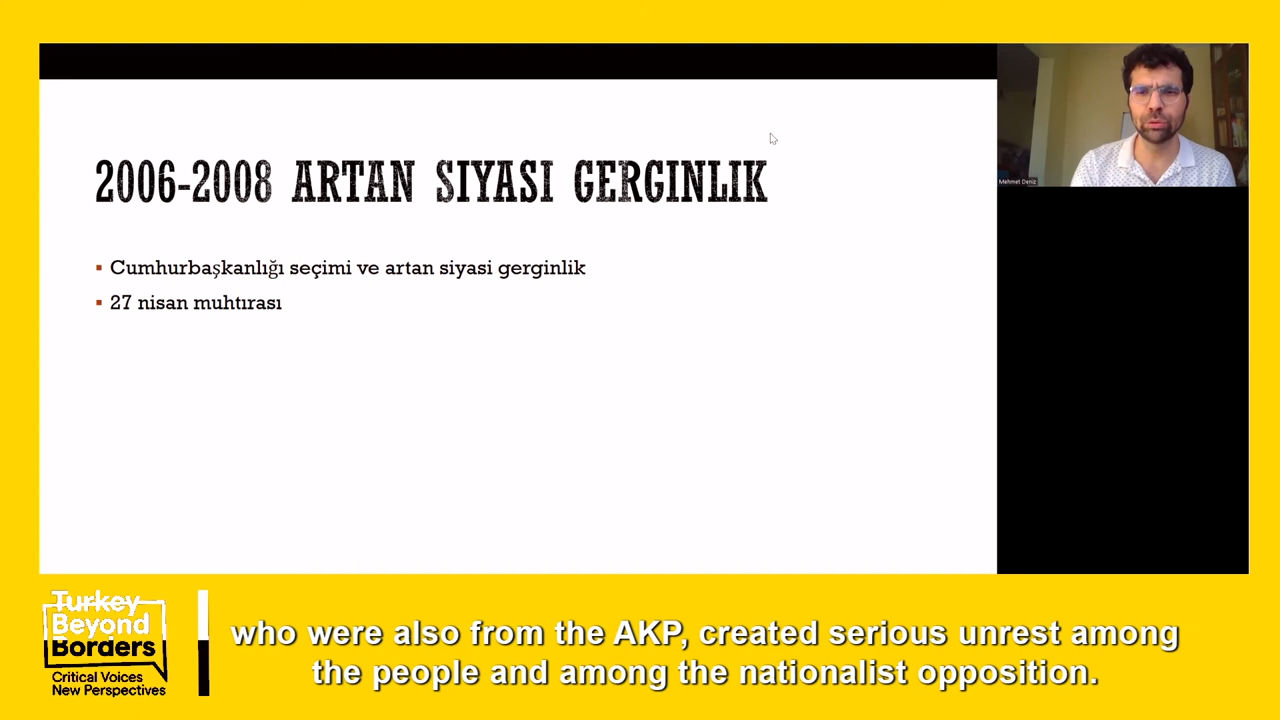 2006-2008 ARTAN SIYASI GERGINLIK
Cumhurbaşkanlığı seçimi ve artan siyasi gerginlik
27 nisan muhtırası
Mehmet Deniz
Turkey
Beyond
Borders
Critical Voices
New Perspectives
who were also from the AKP, created serious unrest among
the people and among the nationalist opposition.